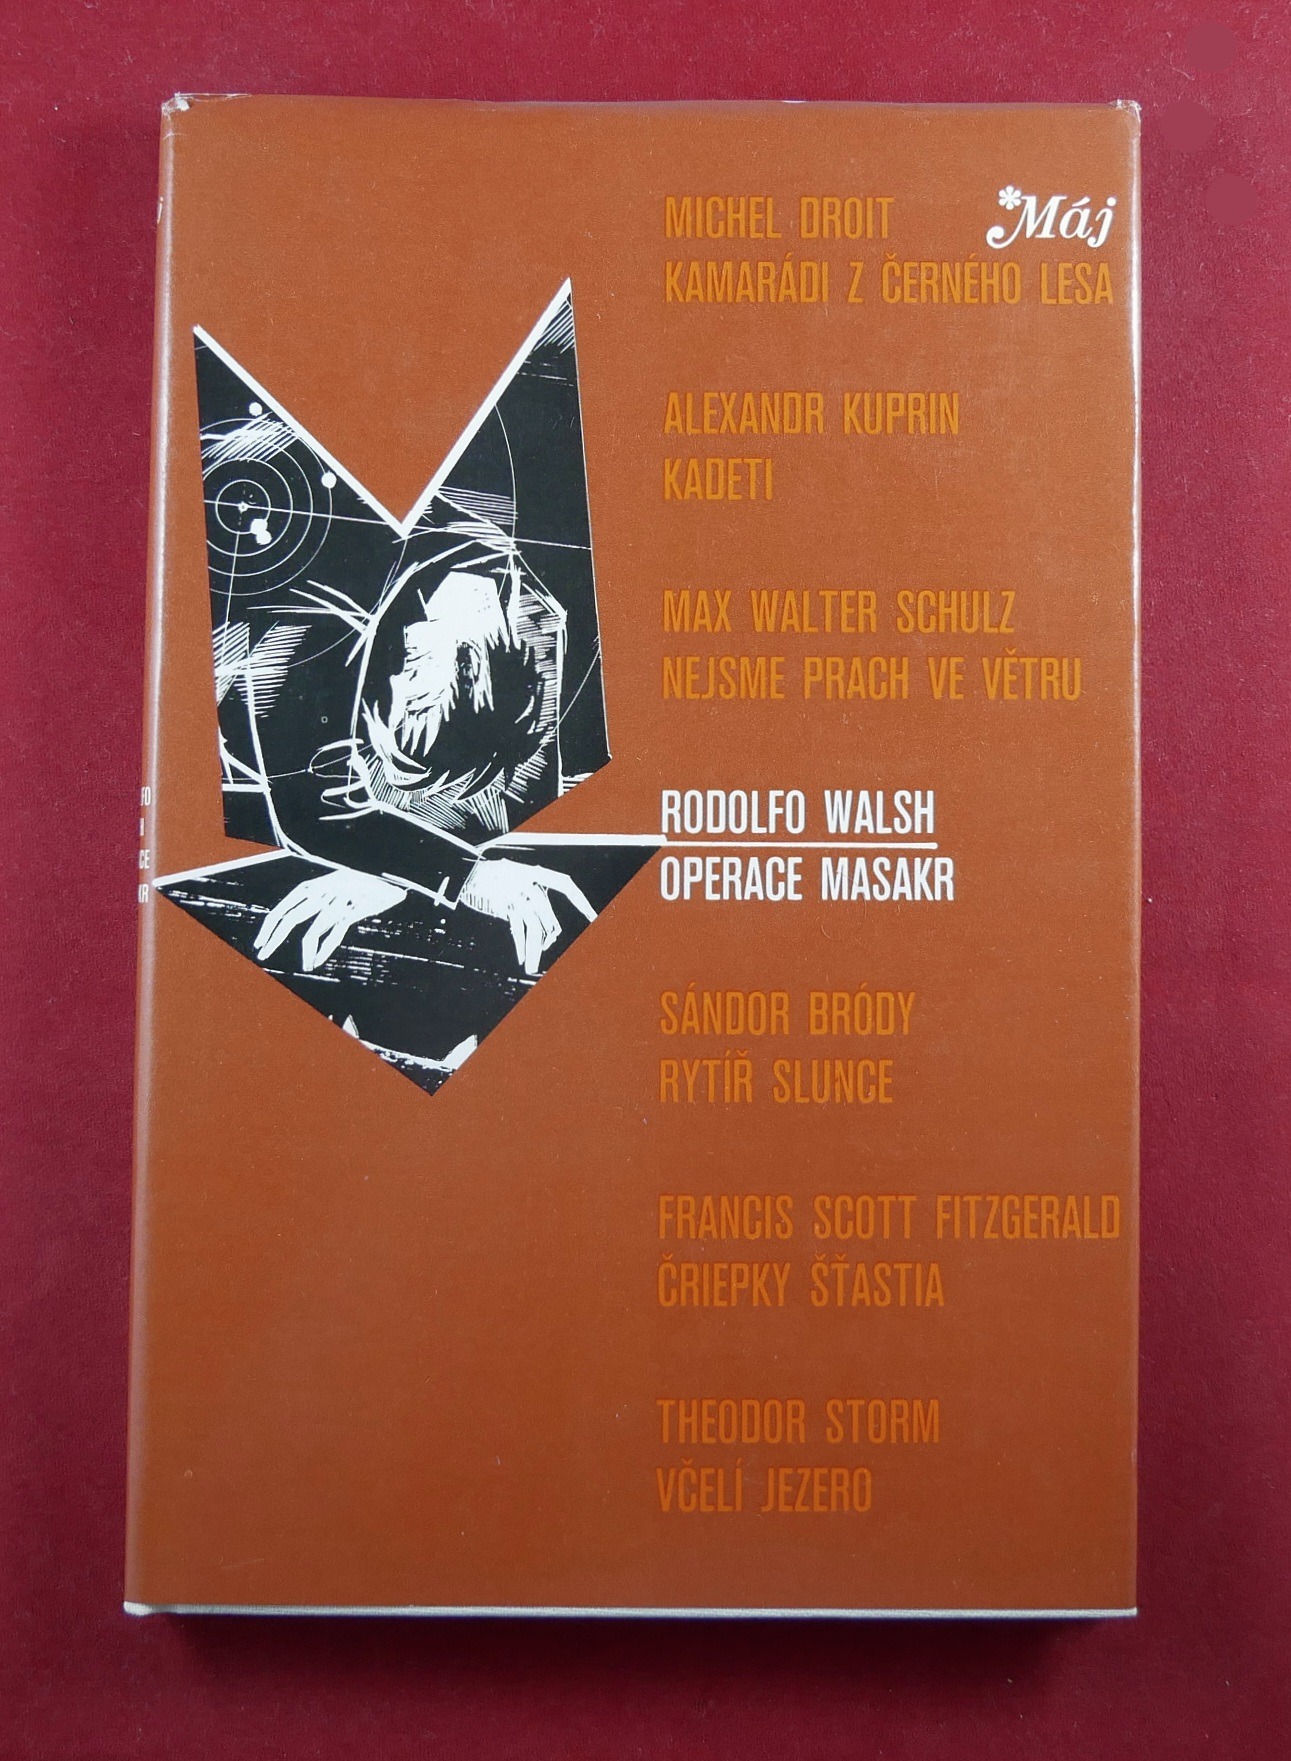 MICHEL DROIT
*Máj
KAMARÁDI Z ČERNÉHO LESA
ALEXANDR KUPRIN
KADETI
MAX WALTER SCHULZ
NEJSME PRACH VE VĚTRU
RODOLFO WALSH
OPERACE MASAKR
SÁNDOR BRÓDY
RYTÍŘ SLUNCE
FRANCIS SCOTT FITZGERALD
ČRIEPKY ŠŤASTIA
THEODOR STORM
VČELÍ JEZERO